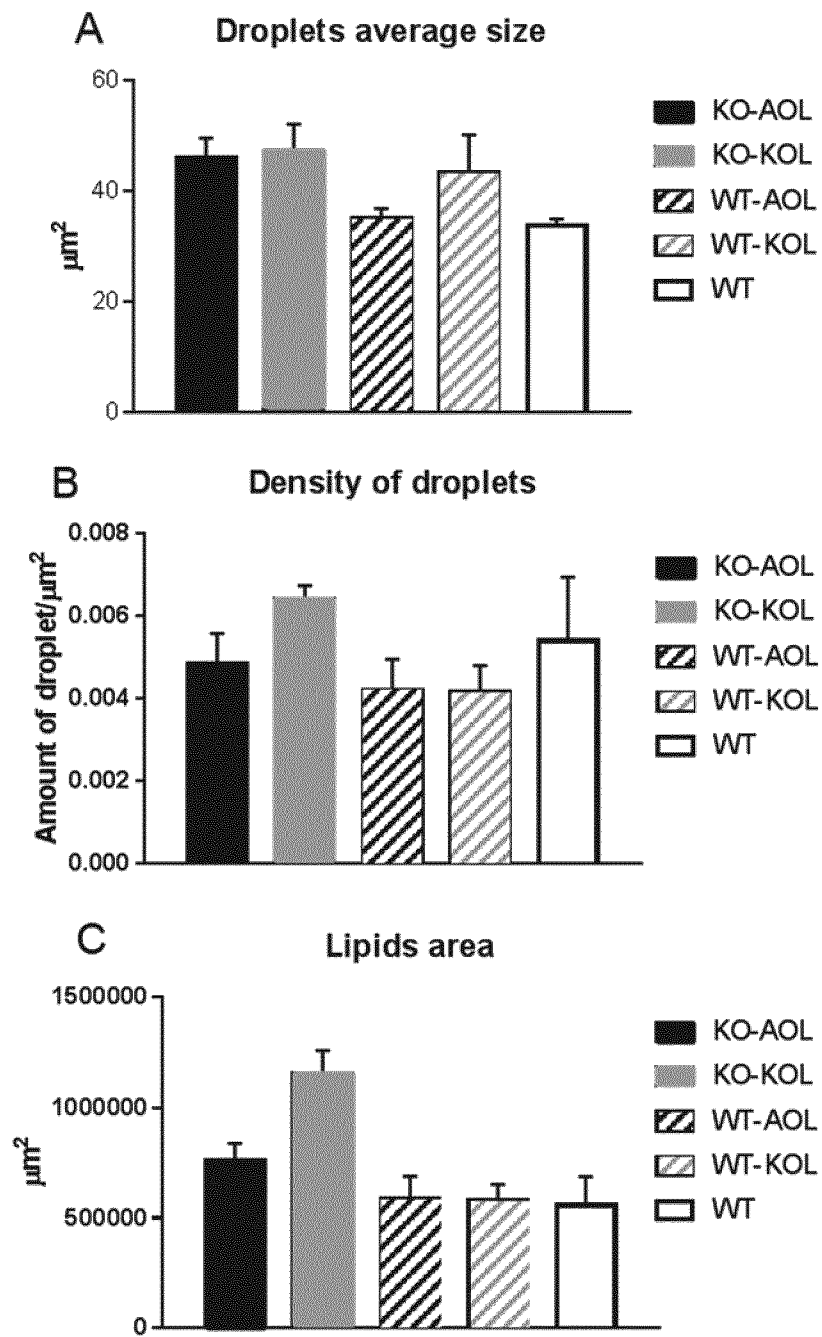 A Droplets average size
60
40
20
0
μm2
KO-AOL
KO-KOL
WT-AOL
WT-KOL
WT
B Density of droplets
0.008
0.006
0.004
0.002
0.000
Amount of droplet/μm2
KO-AOL
KO-KOL
WT-AOL
WT-KOL
WT
C Lipids area
1500000
1000000
500000
0
μm2
KO-AOL
KO-KOL
WT-AOL
WT-KOL
WT